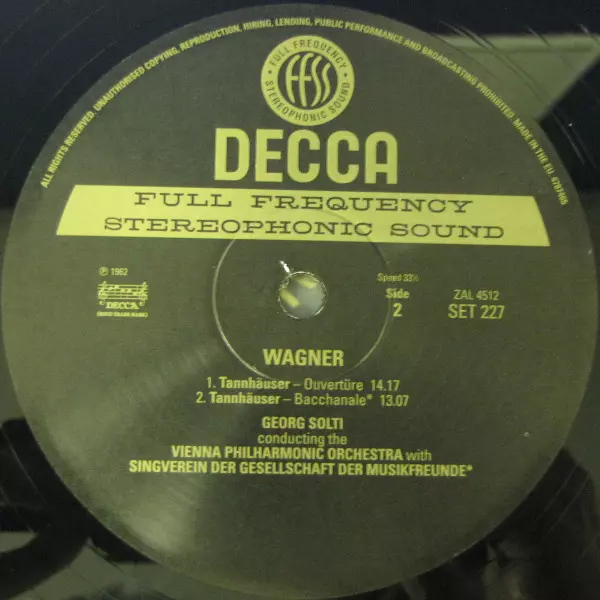 ALL RIGHTS RESERVED. UNAUTHORISED COPYING, REPRODUCTION, HIRING, LENDING, PUBLIC PERFORMANCE AND BROADCASTING PROHIBITED. MADE IN THE EU.
FULL FREQUENCY
ffss
STEREOPHONIC SOUND
DECCA
FULL FREQUENCY
STEREOPHONIC SOUND
℗ 1962
DECCA
Speed 33⅓
Side
2
ZAL 4512
SET 227
WAGNER
1. Tannhäuser – Ouvertüre 14.17
2. Tannhäuser – Bacchanale* 13.07
GEORG SOLTI
conducting the
VIENNA PHILHARMONIC ORCHESTRA with
SINGVEREIN DER GESELLSCHAFT DER MUSIKFREUNDE*